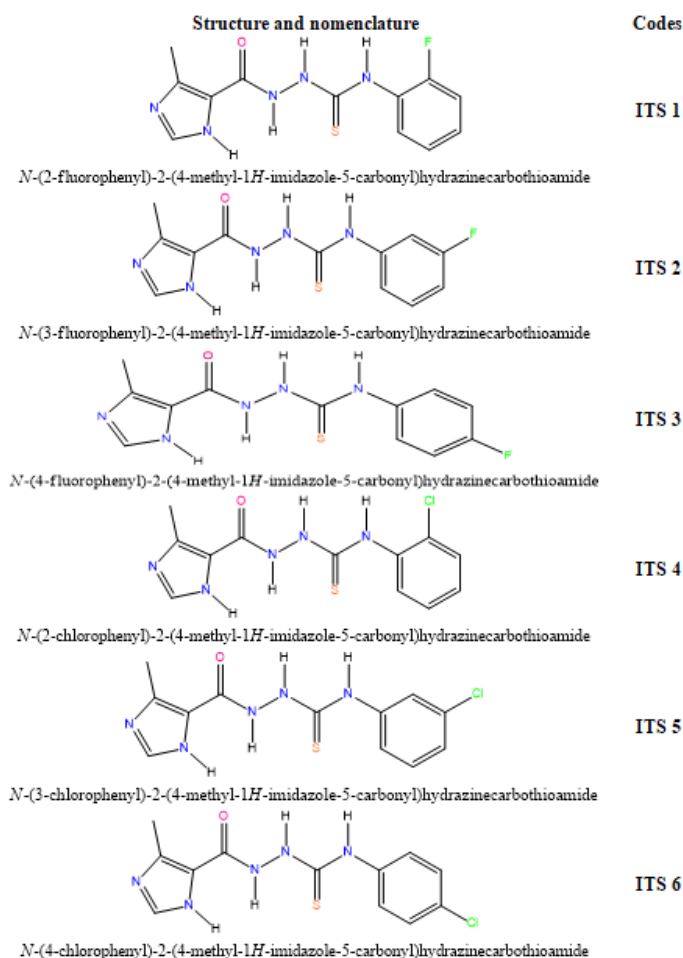 Structure and nomenclature Codes
O H H F
N N
N N
N H S
H
ITS 1
N-(2-fluorophenyl)-2-(4-methyl-1H-imidazole-5-carbonyl)hydrazinecarbothioamide
O H H
N N F
N N
N H S
H
ITS 2
N-(3-fluorophenyl)-2-(4-methyl-1H-imidazole-5-carbonyl)hydrazinecarbothioamide
O H H
N N
N N
N H S F
H
ITS 3
N-(4-fluorophenyl)-2-(4-methyl-1H-imidazole-5-carbonyl)hydrazinecarbothioamide
O H H Cl
N N
N N
N H S
H
ITS 4
N-(2-chlorophenyl)-2-(4-methyl-1H-imidazole-5-carbonyl)hydrazinecarbothioamide
O H H
N N Cl
N N
N H S
H
ITS 5
N-(3-chlorophenyl)-2-(4-methyl-1H-imidazole-5-carbonyl)hydrazinecarbothioamide
O H H
N N
N N
N H S Cl
H
ITS 6
N-(4-chlorophenyl)-2-(4-methyl-1H-imidazole-5-carbonyl)hydrazinecarbothioamide